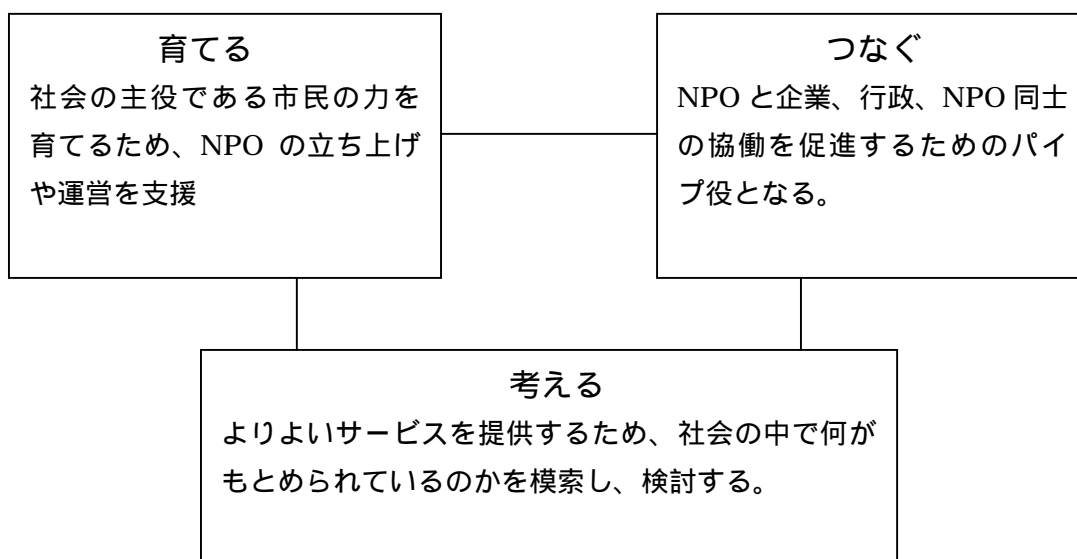 育てる
社会の主役である市民の力を
育てるため、NPO の立ち上げ
や運営を支援
つなぐ
NPO と企業、行政、NPO 同士
の協働を促進するためのパイ
プ役となる。
考える
よりよいサービスを提供するため、社会の中で何が
もとめられているのかを模索し、検討する。